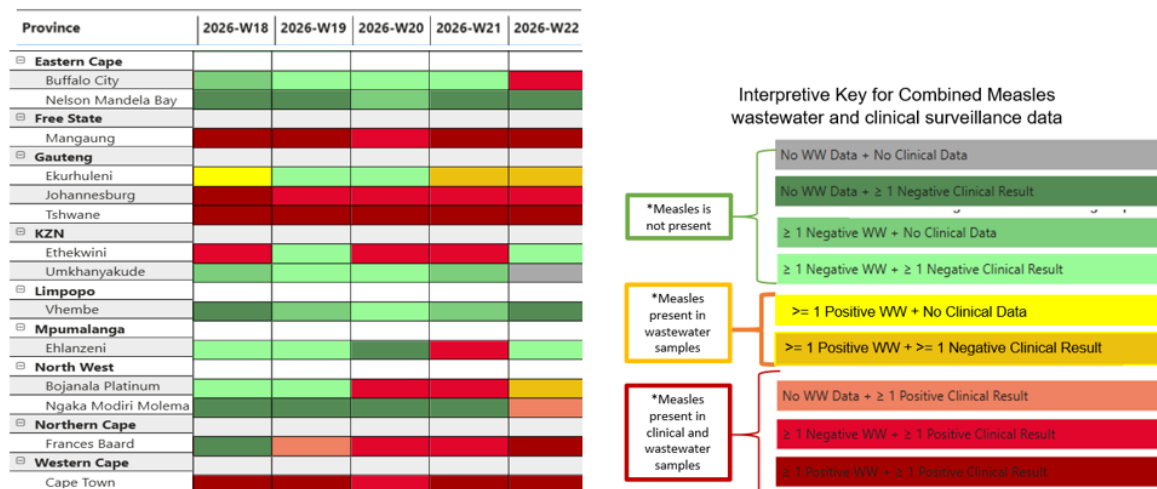 Province 2026-W18 2026-W19 2026-W20 2026-W21 2026-W22
Eastern Cape
Buffalo City
Nelson Mandela Bay
Free State
Mangaung
Gauteng
Ekurhuleni
Johannesburg
Tshwane
KZN
Ethekwini
Umkhanyakude
Limpopo
Vhembe
Mpumalanga
Ehlanzeni
North West
Bojanala Platinum
Ngaka Modiri Molema
Northern Cape
Frances Baard
Western Cape
Cape Town
Interpretive Key for Combined Measles
wastewater and clinical surveillance data
*Measles is
not present
No WW Data + No Clinical Data
No WW Data + ≥ 1 Negative Clinical Result
≥ 1 Negative WW + No Clinical Data
≥ 1 Negative WW + ≥ 1 Negative Clinical Result
*Measles
present in
wastewater
samples
>= 1 Positive WW + No Clinical Data
>= 1 Positive WW + >= 1 Negative Clinical Result
*Measles
present in
clinical and
wastewater
samples
No WW Data + ≥ 1 Positive Clinical Result
≥ 1 Negative WW + ≥ 1 Positive Clinical Result
≥ 1 Positive WW + ≥ 1 Positive Clinical Result